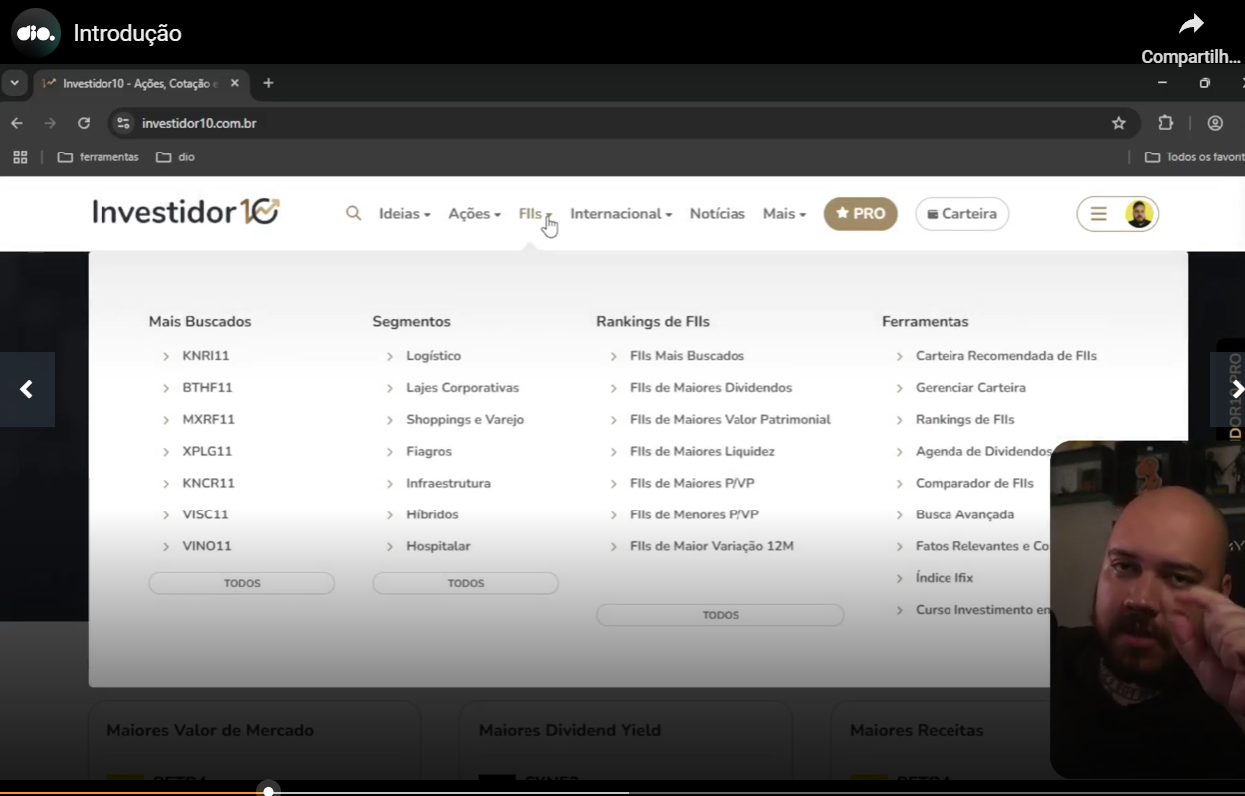 dio. Introdução
Compartilh...
Investidor10 - Ações, Cotação e
investidor10.com.br
ferramentas dio
Todos os favorit
Investidor10 Ideias Ações FIIs Internacional Notícias Mais PRO Carteira
Mais Buscados
KNRI11
BTHF11
MXRF11
XPLG11
KNCR11
VISC11
VINO11
TODOS
Segmentos
Logístico
Lajes Corporativas
Shoppings e Varejo
Fiagros
Infraestrutura
Híbridos
Hospitalar
TODOS
Rankings de FIIs
FIIs Mais Buscados
FIIs de Maiores Dividendos
FIIs de Maiores Valor Patrimonial
FIIs de Maiores Liquidez
FIIs de Maiores P/VP
FIIs de Menores P/VP
FIIs de Maior Variação 12M
TODOS
Ferramentas
Carteira Recomendada de FIIs
Gerenciar Carteira
Rankings de FIIs
Agenda de Dividendos
Comparador de FIIs
Busca Avançada
Fatos Relevantes e Co
Índice Ifix
Curso Investimento em
IDOR10 PRO
Maiores Valor de Mercado
Maiores Dividend Yield
Maiores Receitas